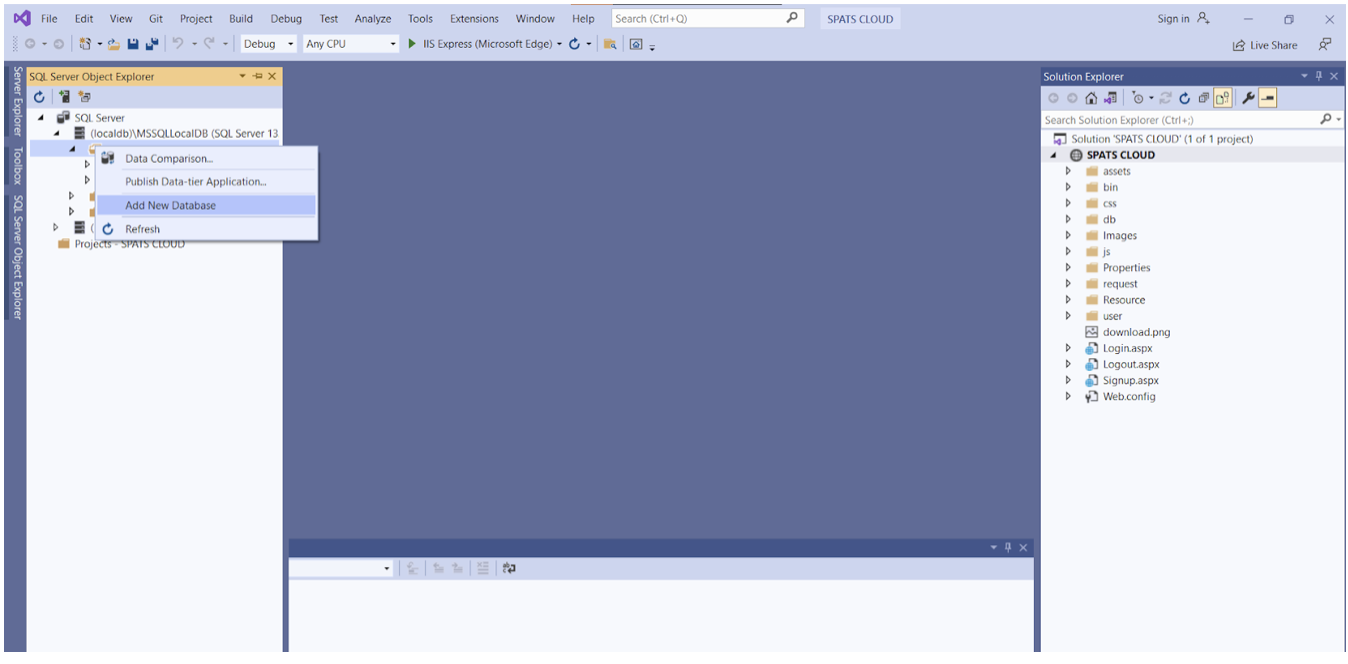 File Edit View Git Project Build Debug Test Analyze Tools Extensions Window Help Search (Ctrl+Q) SPATS CLOUD Sign in
Debug Any CPU IIS Express (Microsoft Edge) Live Share
Server Explorer
Toolbox
SQL Server Object Explorer
SQL Server Object Explorer
SQL Server
(localdb)\MSSQLLocalDB (SQL Server 13
Data Comparison...
Publish Data-tier Application...
Add New Database
Refresh
Projects - SPATS CLOUD
Solution Explorer
Search Solution Explorer (Ctrl+;)
Solution 'SPATS CLOUD' (1 of 1 project)
SPATS CLOUD
assets
bin
css
db
Images
js
Properties
request
Resource
user
download.png
Login.aspx
Logout.aspx
Signup.aspx
Web.config